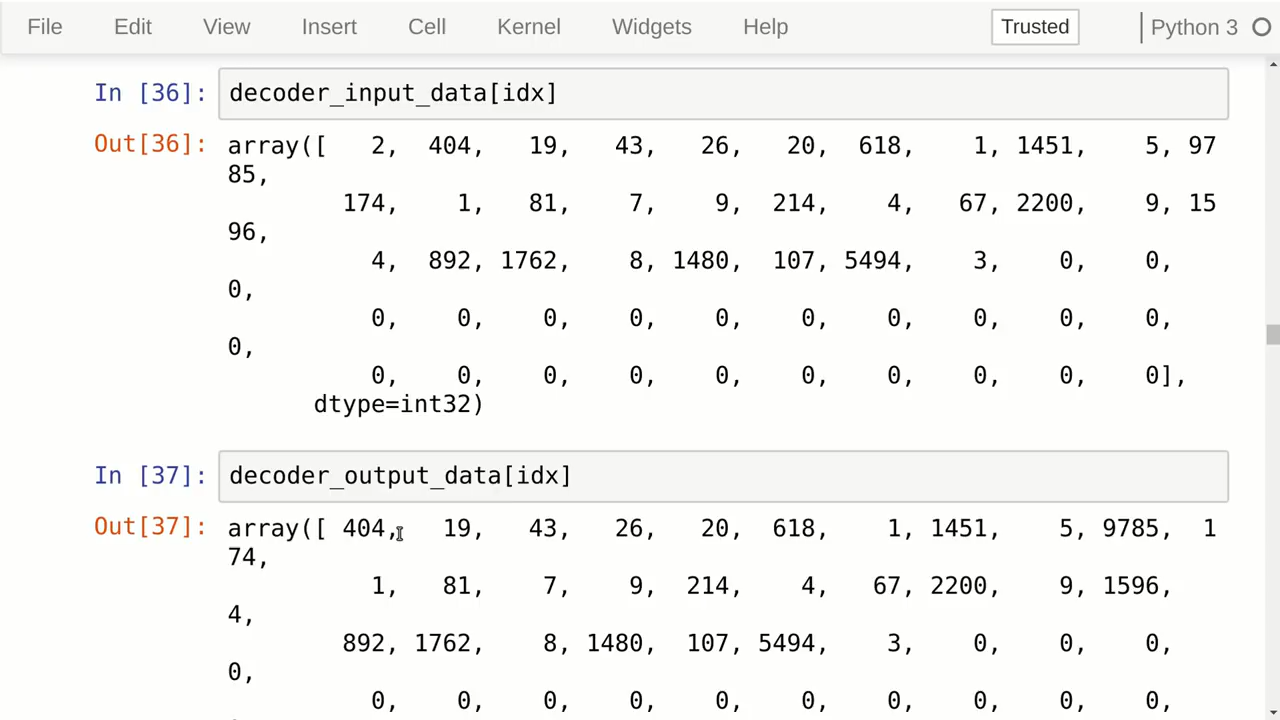 File Edit View Insert Cell Kernel Widgets Help Trusted Python 3
In [36]: decoder_input_data[idx]
Out[36]: array([ 2, 404, 19, 43, 26, 20, 618, 1, 1451, 5, 97
85,
174, 1, 81, 7, 9, 214, 4, 67, 2200, 9, 15
96,
4, 892, 1762, 8, 1480, 107, 5494, 3, 0, 0,
0,
0, 0, 0, 0, 0, 0, 0, 0, 0, 0,
0,
0, 0, 0, 0, 0, 0, 0, 0, 0, 0],
dtype=int32)
In [37]: decoder_output_data[idx]
Out[37]: array([ 404, 19, 43, 26, 20, 618, 1, 1451, 5, 9785, 1
74,
1, 81, 7, 9, 214, 4, 67, 2200, 9, 1596,
4,
892, 1762, 8, 1480, 107, 5494, 3, 0, 0, 0,
0,
0, 0, 0, 0, 0, 0, 0, 0, 0, 0,